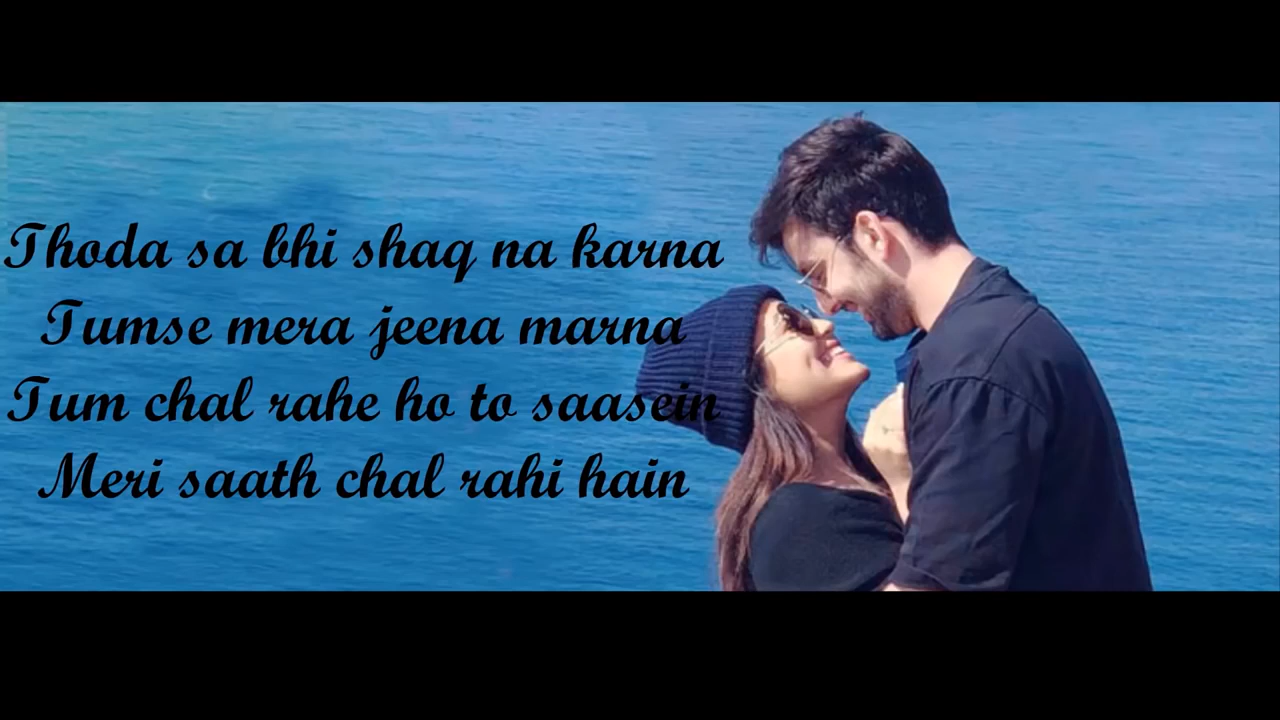 Thoda sa bhi shaq na karna
Tumse mera jeena marna
Tum chal rahe ho to saasein
Meri saath chal rahi hain